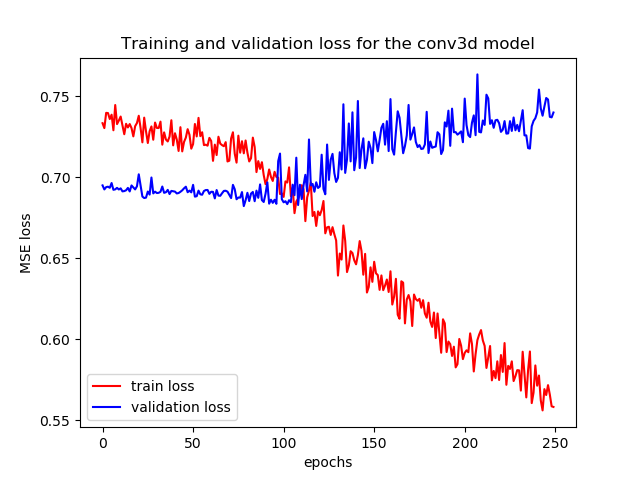 Training and validation loss for the conv3d model
MSE loss
0.75
0.70
0.65
0.60
0.55
train loss
validation loss
0
50
100
150
200
250
epochs